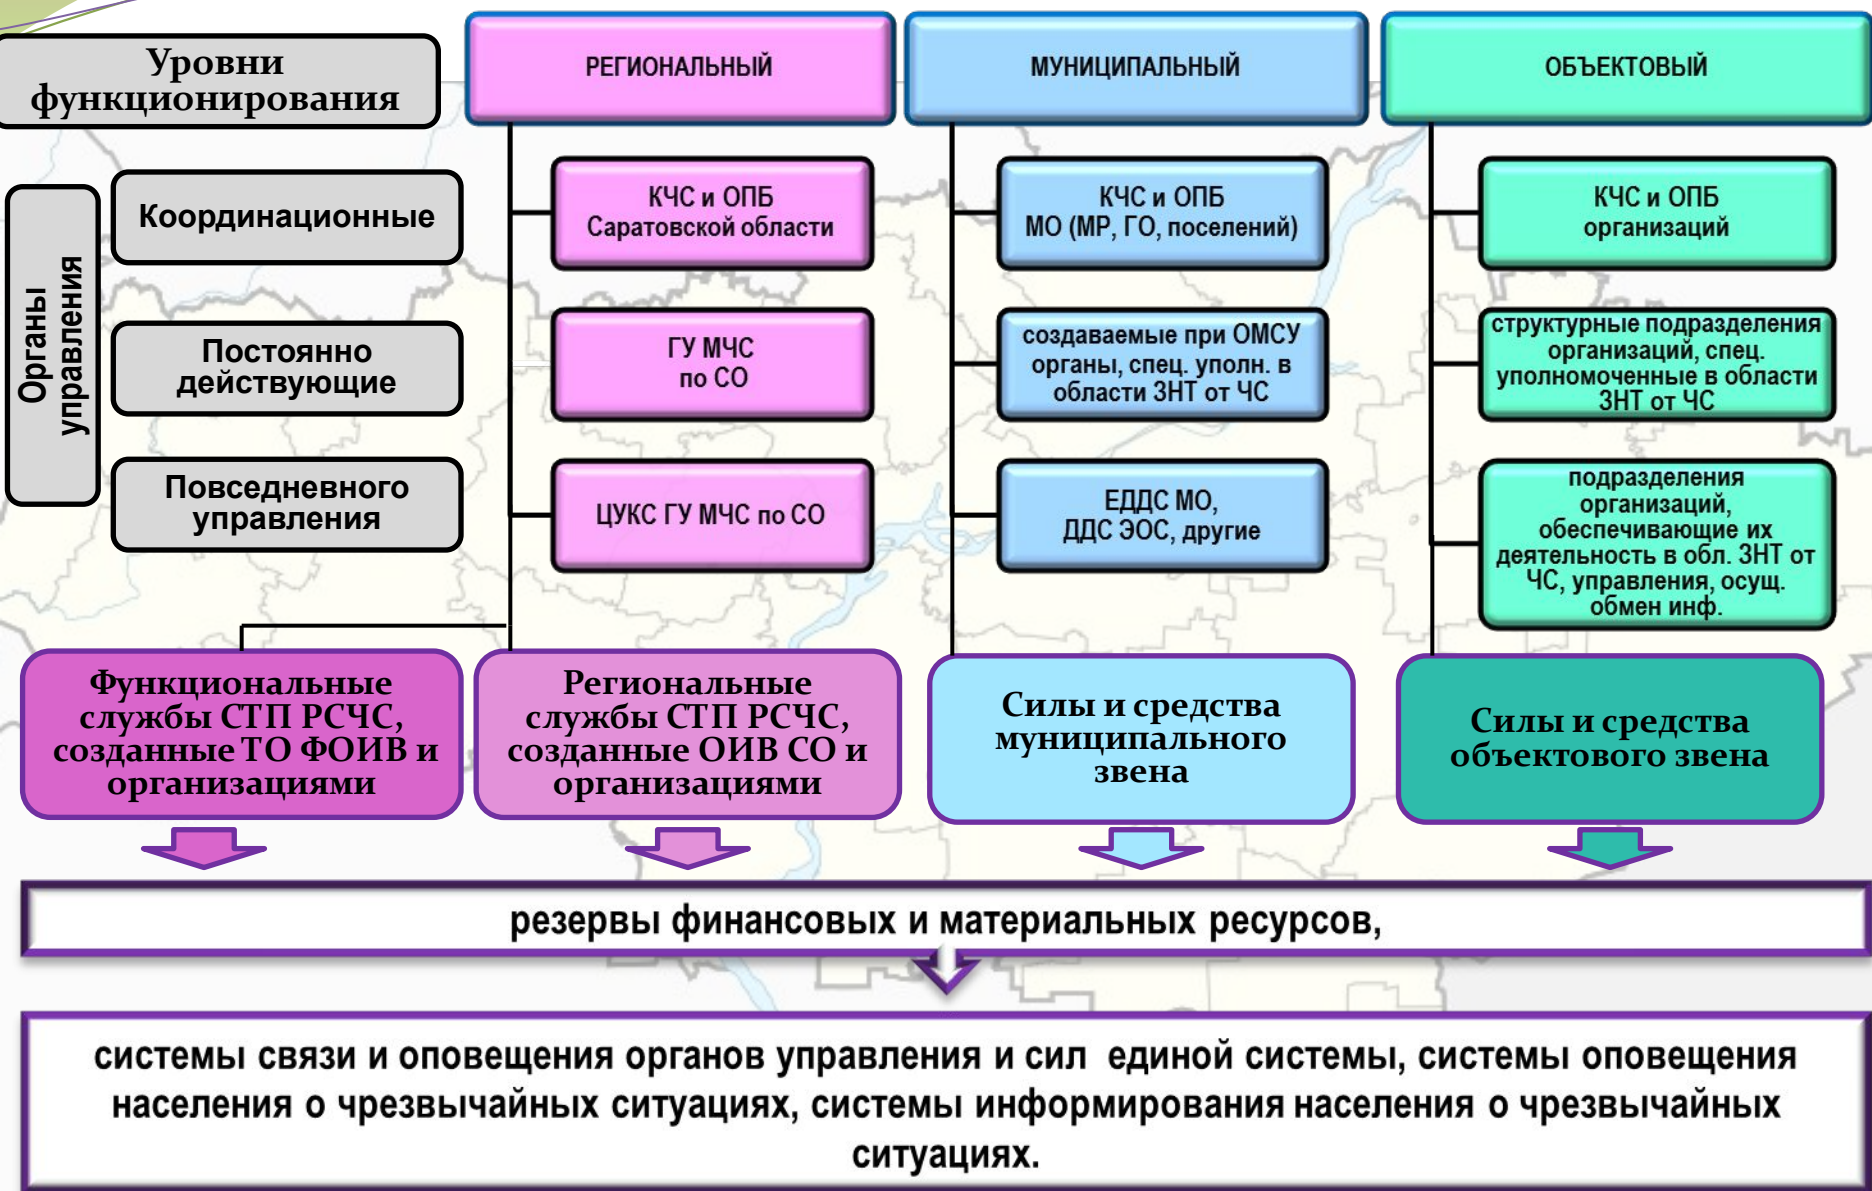 Уровни
функционирования
РЕГИОНАЛЬНЫЙ
МУНИЦИПАЛЬНЫЙ
ОБЪЕКТОВЫЙ
Органы
управления
Координационные
КЧС и ОПБ
Саратовской области
КЧС и ОПБ
МО (МР, ГО, поселений)
КЧС и ОПБ
организаций
Постоянно
действующие
ГУ МЧС
по СО
создаваемые при ОМСУ
органы, спец. уполн. в
области ЗНТ от ЧС
структурные подразделения
организаций, спец.
уполномоченные в области
ЗНТ от ЧС
Повседневного
управления
ЦУКС ГУ МЧС по СО
ЕДДС МО,
ДДС ЭОС, другие
подразделения
организаций,
обеспечивающие их
деятельность в обл. ЗНТ от
ЧС, управления, осущ.
обмен инф.
Функциональные
службы СТП РСЧС,
созданные ТО ФОИВ и
организациями
Региональные
службы СТП РСЧС,
созданные ОИВ СО и
организациями
Силы и средства
муниципального
звена
Силы и средства
объектового звена
резервы финансовых и материальных ресурсов,
системы связи и оповещения органов управления и сил  единой системы, системы оповещения
населения о чрезвычайных ситуациях, системы информирования населения о чрезвычайных
ситуациях.